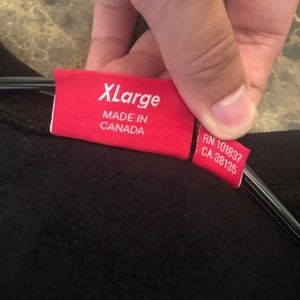 XLarge
MADE IN
CANADA
RN 101837
CA 38135